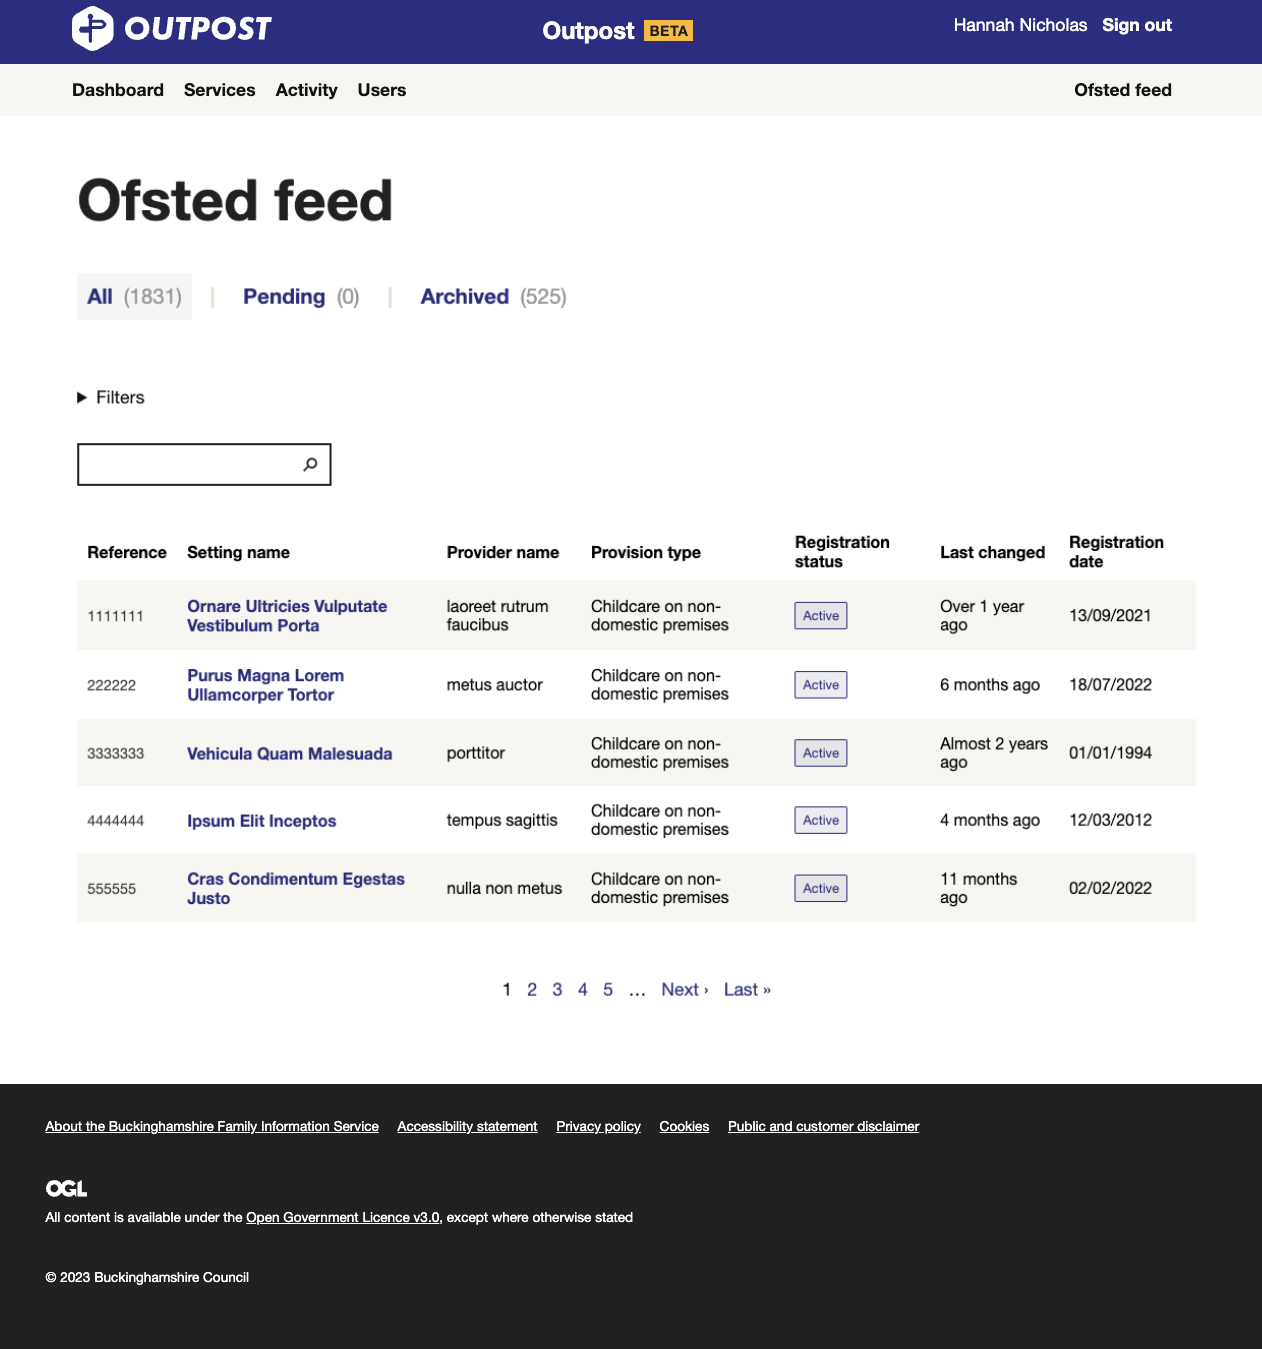 OUTPOST
Outpost BETA
Hannah Nicholas Sign out
Dashboard Services Activity Users
Ofsted feed
Ofsted feed
All (1831) | Pending (0) | Archived (525)
Filters
Reference Setting name Provider name Provision type Registration status Last changed Registration date
1111111
Ornare Ultricies Vulputate
Vestibulum Porta
laoreet rutrum
faucibus
Childcare on non-
domestic premises
Active
Over 1 year
ago
13/09/2021
222222
Purus Magna Lorem
Ullamcorper Tortor
metus auctor
Childcare on non-
domestic premises
Active
6 months ago
18/07/2022
3333333
Vehicula Quam Malesuada
porttitor
Childcare on non-
domestic premises
Active
Almost 2 years
ago
01/01/1994
4444444
Ipsum Elit Inceptos
tempus sagittis
Childcare on non-
domestic premises
Active
4 months ago
12/03/2012
555555
Cras Condimentum Egestas
Justo
nulla non metus
Childcare on non-
domestic premises
Active
11 months
ago
02/02/2022
1 2 3 4 5 … Next › Last »
About the Buckinghamshire Family Information Service Accessibility statement Privacy policy Cookies Public and customer disclaimer
OGL
All content is available under the Open Government Licence v3.0, except where otherwise stated
© 2023 Buckinghamshire Council